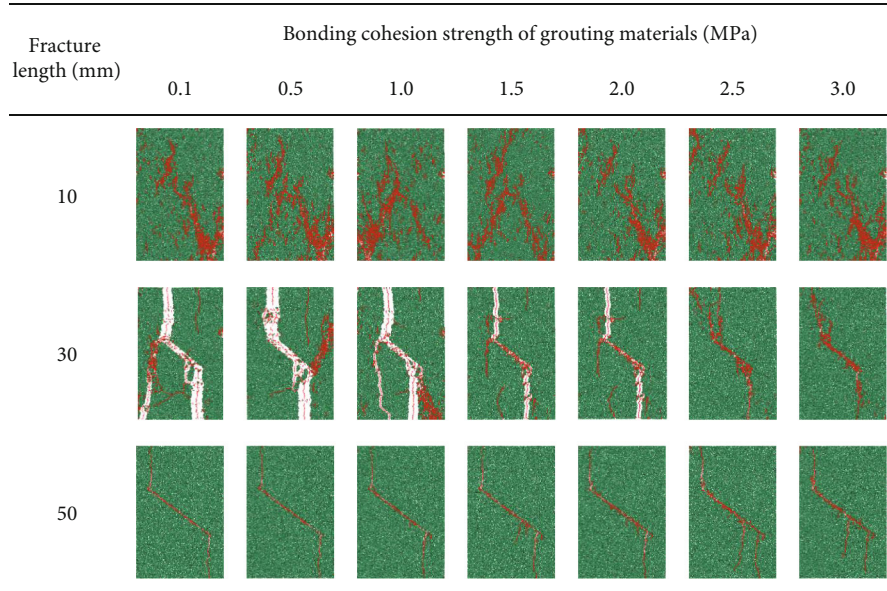 Fracture
length (mm)
Bonding cohesion strength of grouting materials (MPa)
0.1 0.5 1.0 1.5 2.0 2.5 3.0
10
30
50